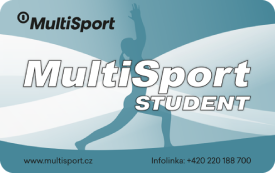 MultiSport
MultiSport
STUDENT
www.multisport.cz Infolinka: +420 220 188 700